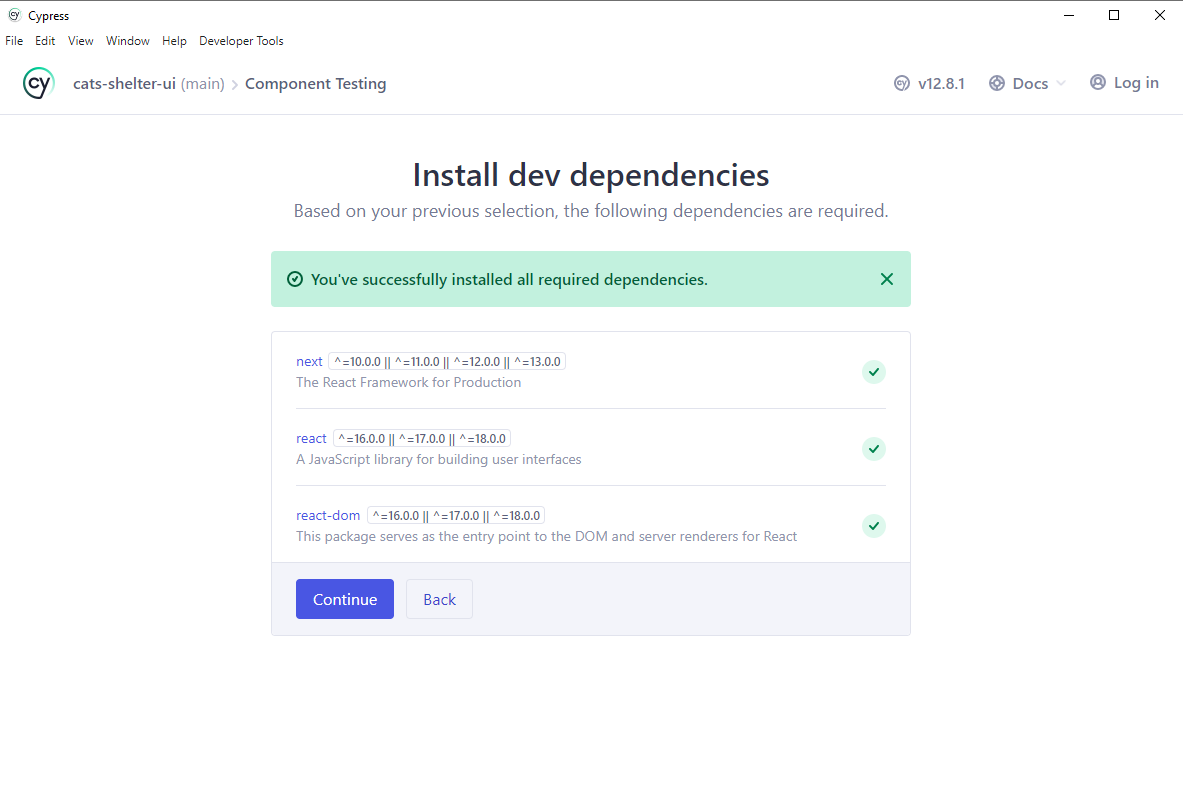 cy Cypress
File Edit View Window Help Developer Tools
cy cats-shelter-ui (main) > Component Testing cy v12.8.1 Docs Log in
Install dev dependencies
Based on your previous selection, the following dependencies are required.
You've successfully installed all required dependencies.
next ^=10.0.0 || ^=11.0.0 || ^=12.0.0 || ^=13.0.0
The React Framework for Production
react ^=16.0.0 || ^=17.0.0 || ^=18.0.0
A JavaScript library for building user interfaces
react-dom ^=16.0.0 || ^=17.0.0 || ^=18.0.0
This package serves as the entry point to the DOM and server renderers for React
Continue Back